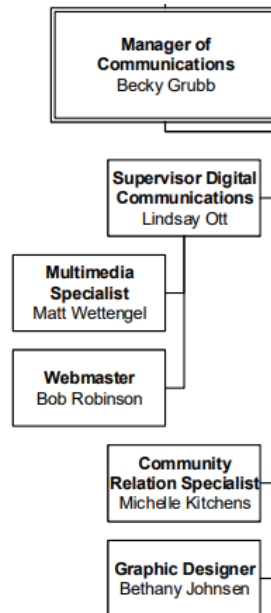 Manager of
Communications
Becky Grubb
Supervisor Digital
Communications
Lindsay Ott
Multimedia
Specialist
Matt Wettengel
Webmaster
Bob Robinson
Community
Relation Specialist
Michelle Kitchens
Graphic Designer
Bethany Johnsen